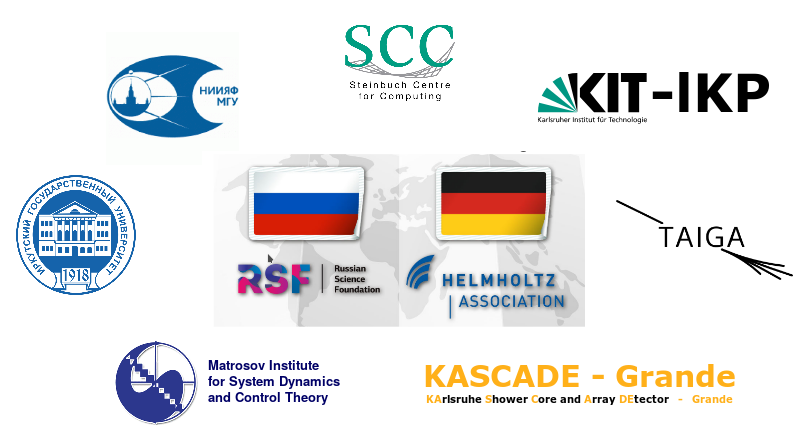 SCC
Steinbuch Centre
for Computing
НИИЯФ
МГУ
KIT-IKP
Karlsruher Institut für Technologie
ИРКУТСКИЙ ГОСУДАРСТВЕННЫЙ УНИВЕРСИТЕТ
1918
RSF
Russian
Science
Foundation
HELMHOLTZ
ASSOCIATION
TAIGA
Matrosov Institute
for System Dynamics
and Control Theory
KASCADE - Grande
KArlsruhe Shower Core and Array DEtector - Grande